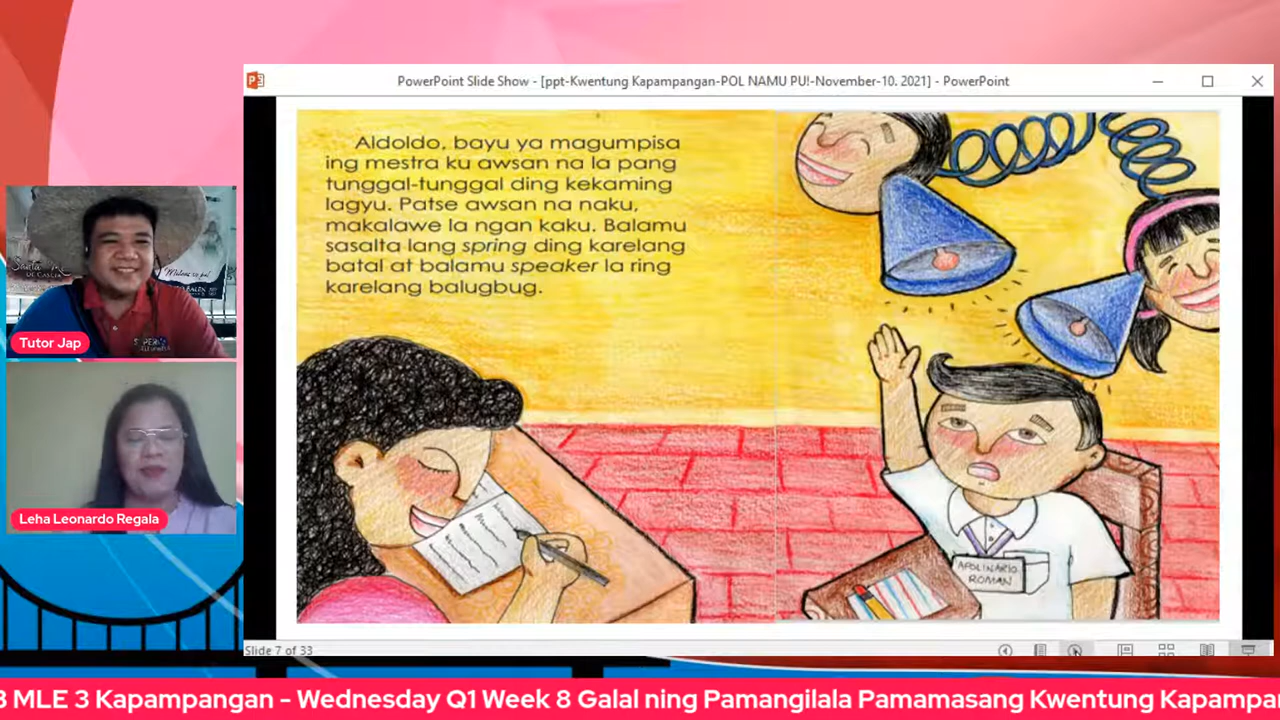 PowerPoint Slide Show - [ppt-Kwentung Kapampangan-POL NAMU PU!-November-10. 2021] - PowerPoint
Aldoldo, bayu ya magumpisa
ing mestra ku awsan na la pang
tunggal-tunggal ding kekaming
lagyu. Patse awsan na naku,
makalawe la ngan kaku. Balamu
sasalta lang spring ding karelang
batal at balamu speaker la ring
karelang balugbug.
APOLINARIO
ROMAN
Tutor Jap
Leha Leonardo Regala
Slide 7 of 33
3 MLE 3 Kapampangan - Wednesday Q1 Week 8 Galal ning Pamangilala Pamamasang Kwentung Kapampa